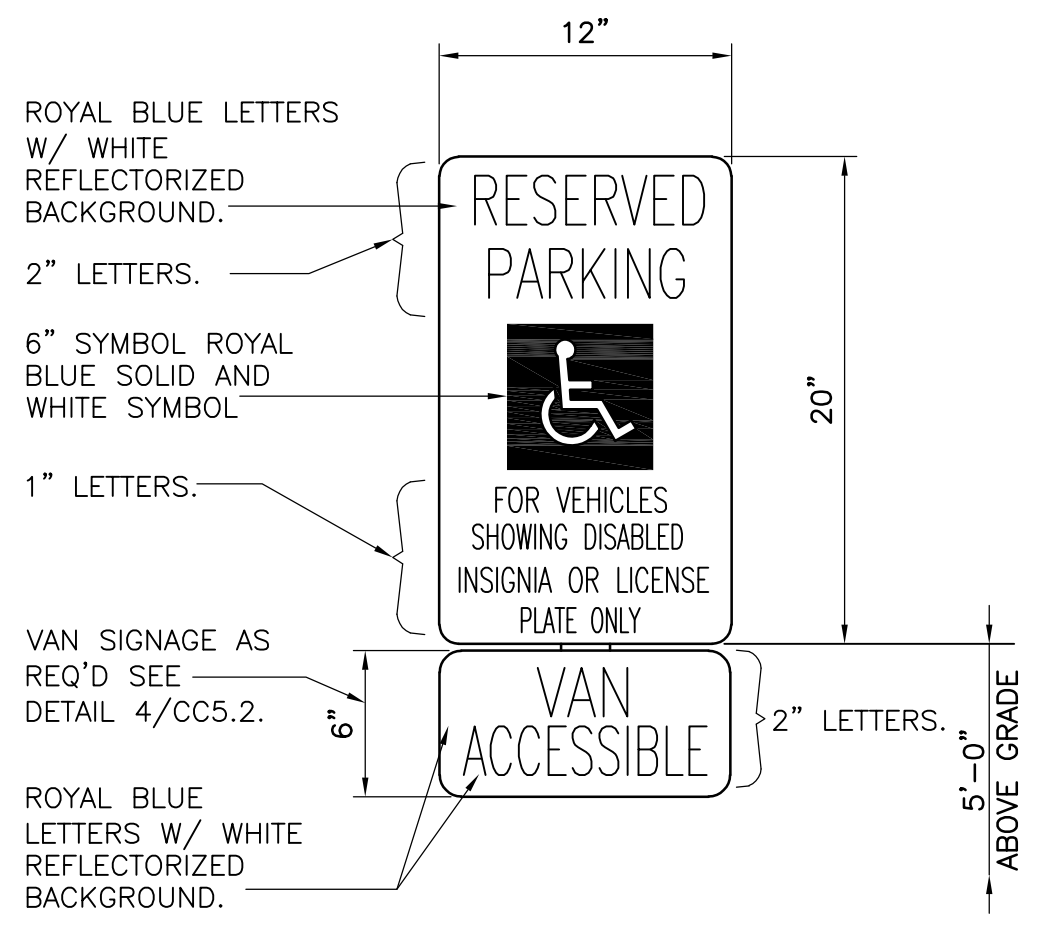 12”
ROYAL BLUE LETTERS
W/ WHITE
REFLECTORIZED
BACKGROUND.
2” LETTERS.
6” SYMBOL ROYAL
BLUE SOLID AND
WHITE SYMBOL
1” LETTERS.
VAN SIGNAGE AS
REQ’D SEE
DETAIL 4/CC5.2.
ROYAL BLUE
LETTERS W/ WHITE
REFLECTORIZED
BACKGROUND.
RESERVED
PARKING
FOR VEHICLES
SHOWING DISABLED
INSIGNIA OR LICENSE
PLATE ONLY
VAN
ACCESSIBLE
6”
20”
2” LETTERS.
5’–0”
ABOVE GRADE